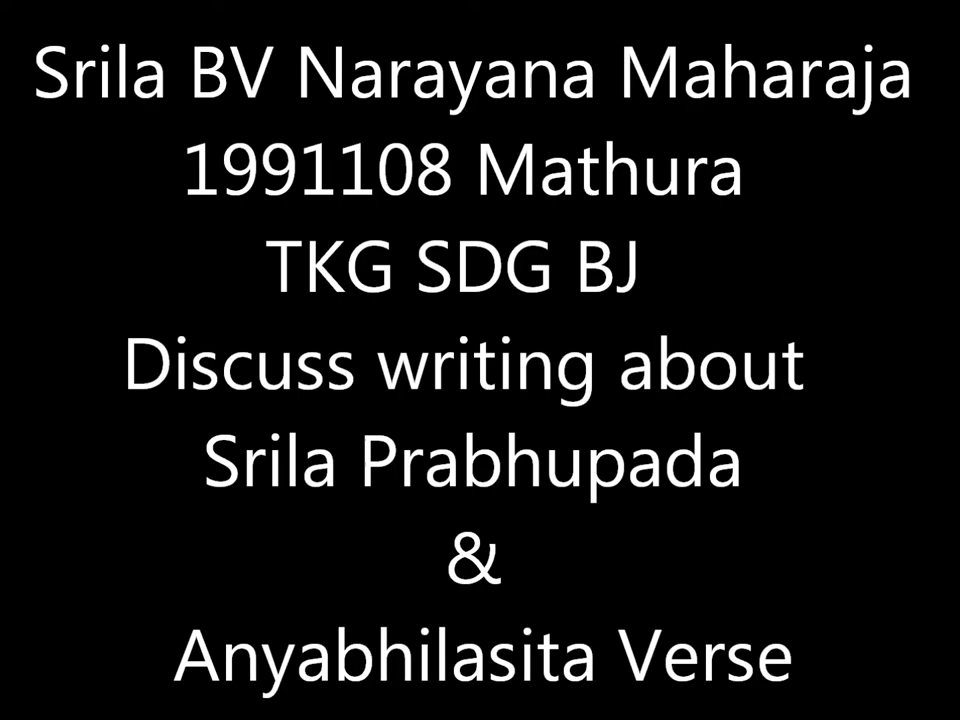 Srila BV Narayana Maharaja
1991108 Mathura
TKG SDG BJ
Discuss writing about
Srila Prabhupada
&
Anyabhilasita Verse